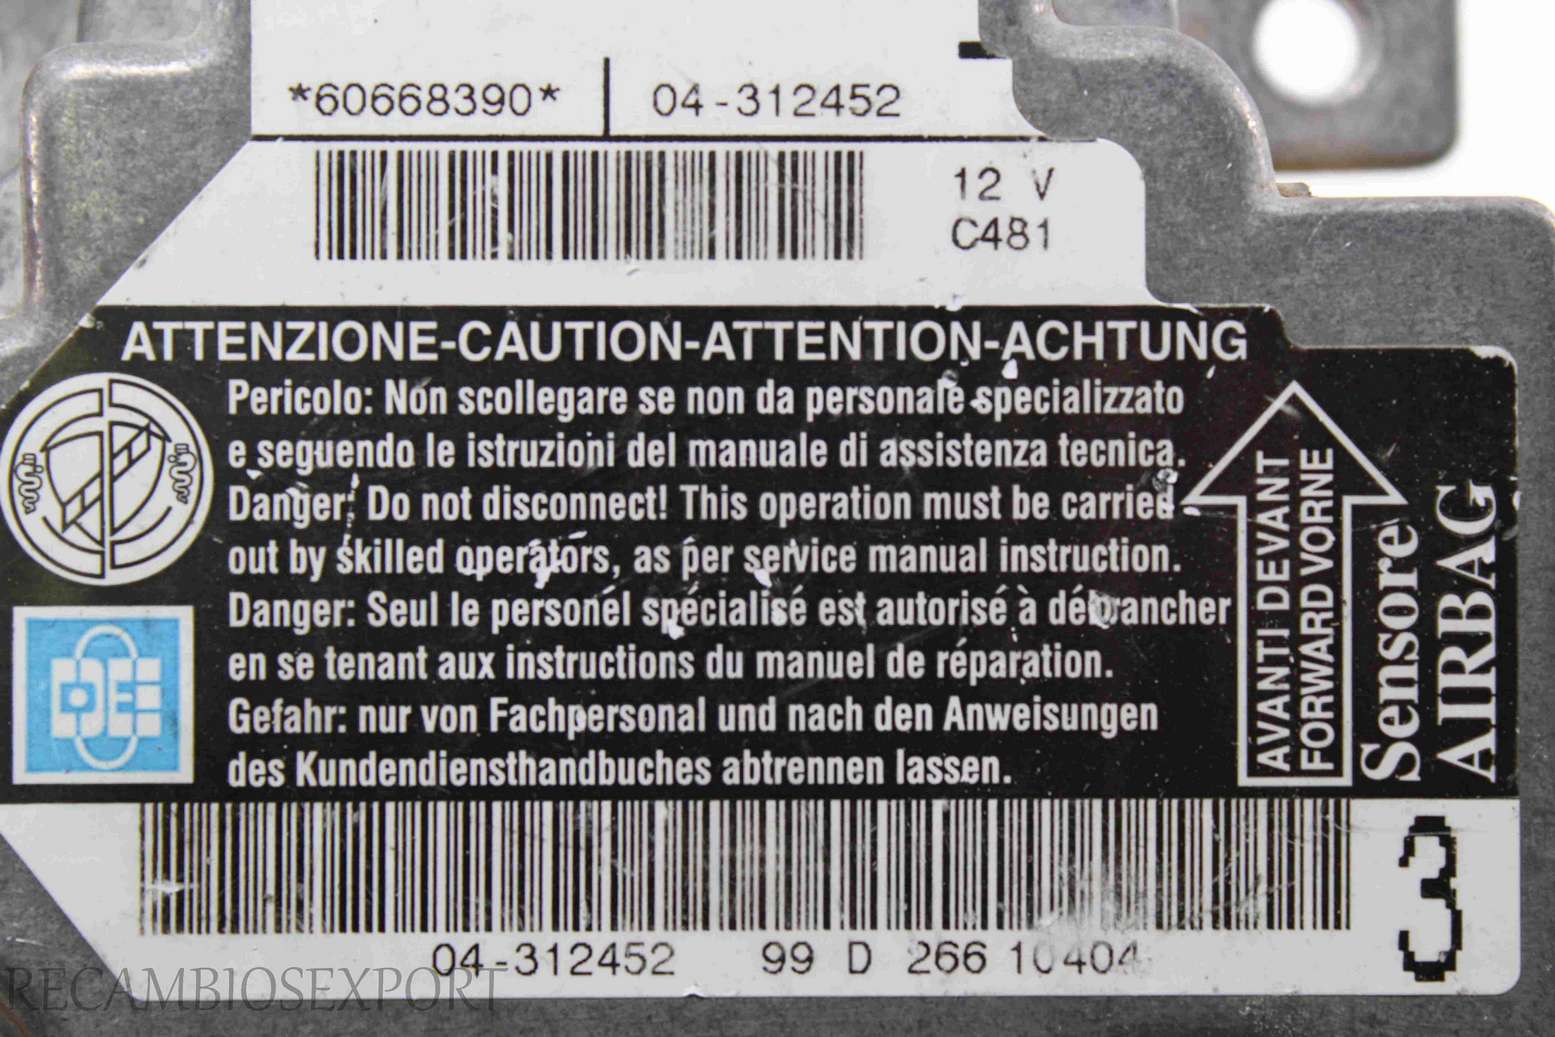 *60668390* 04-312452
12 V
C481
ATTENZIONE-CAUTION-ATTENTION-ACHTUNG
Pericolo: Non scollegare se non da personale specializzato
e seguendo le istruzioni del manuale di assistenza tecnica.
Danger: Do not disconnect! This operation must be carried
out by skilled operators, as per service manual instruction.
Danger: Seul le personél spécialisé est autorisé à débrancher
en se tenant aux instructions du manuel de réparation.
Gefahr: nur von Fachpersonal und nach den Anweisungen
des Kundendiensthandbuches abtrennen lassen.
AVANTI DEVANT
FORWARD VORNE
Sensore
AIRBAG
3
04-312452 99 D 266 10404
RECAMBIOSEXPORT